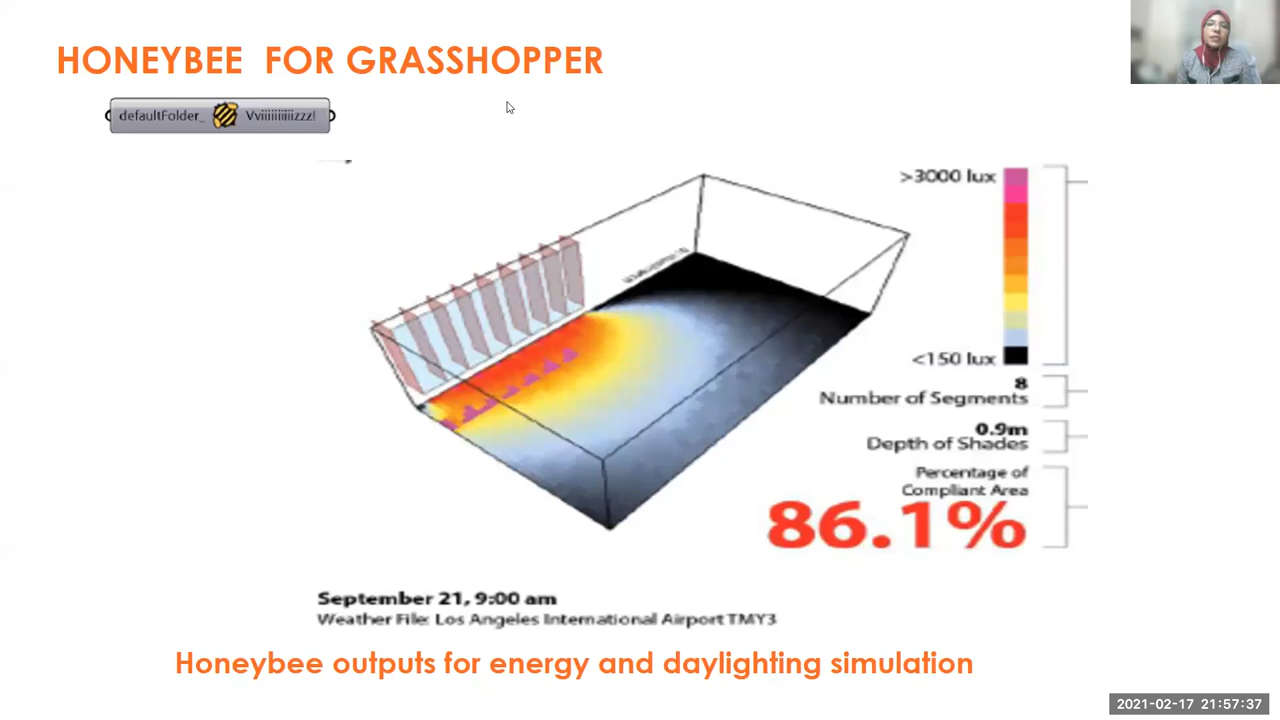 HONEYBEE FOR GRASSHOPPER
defaultFolder_ Vviiiiiiiiiizzz!
>3000 lux
<150 lux
8
Number of Segments
0.9m
Depth of Shades
Percentage of
Compliant Area
86.1%
September 21, 9:00 am
Weather File: Los Angeles International Airport TMY3
Honeybee outputs for energy and daylighting simulation
2021-02-17 21:57:37